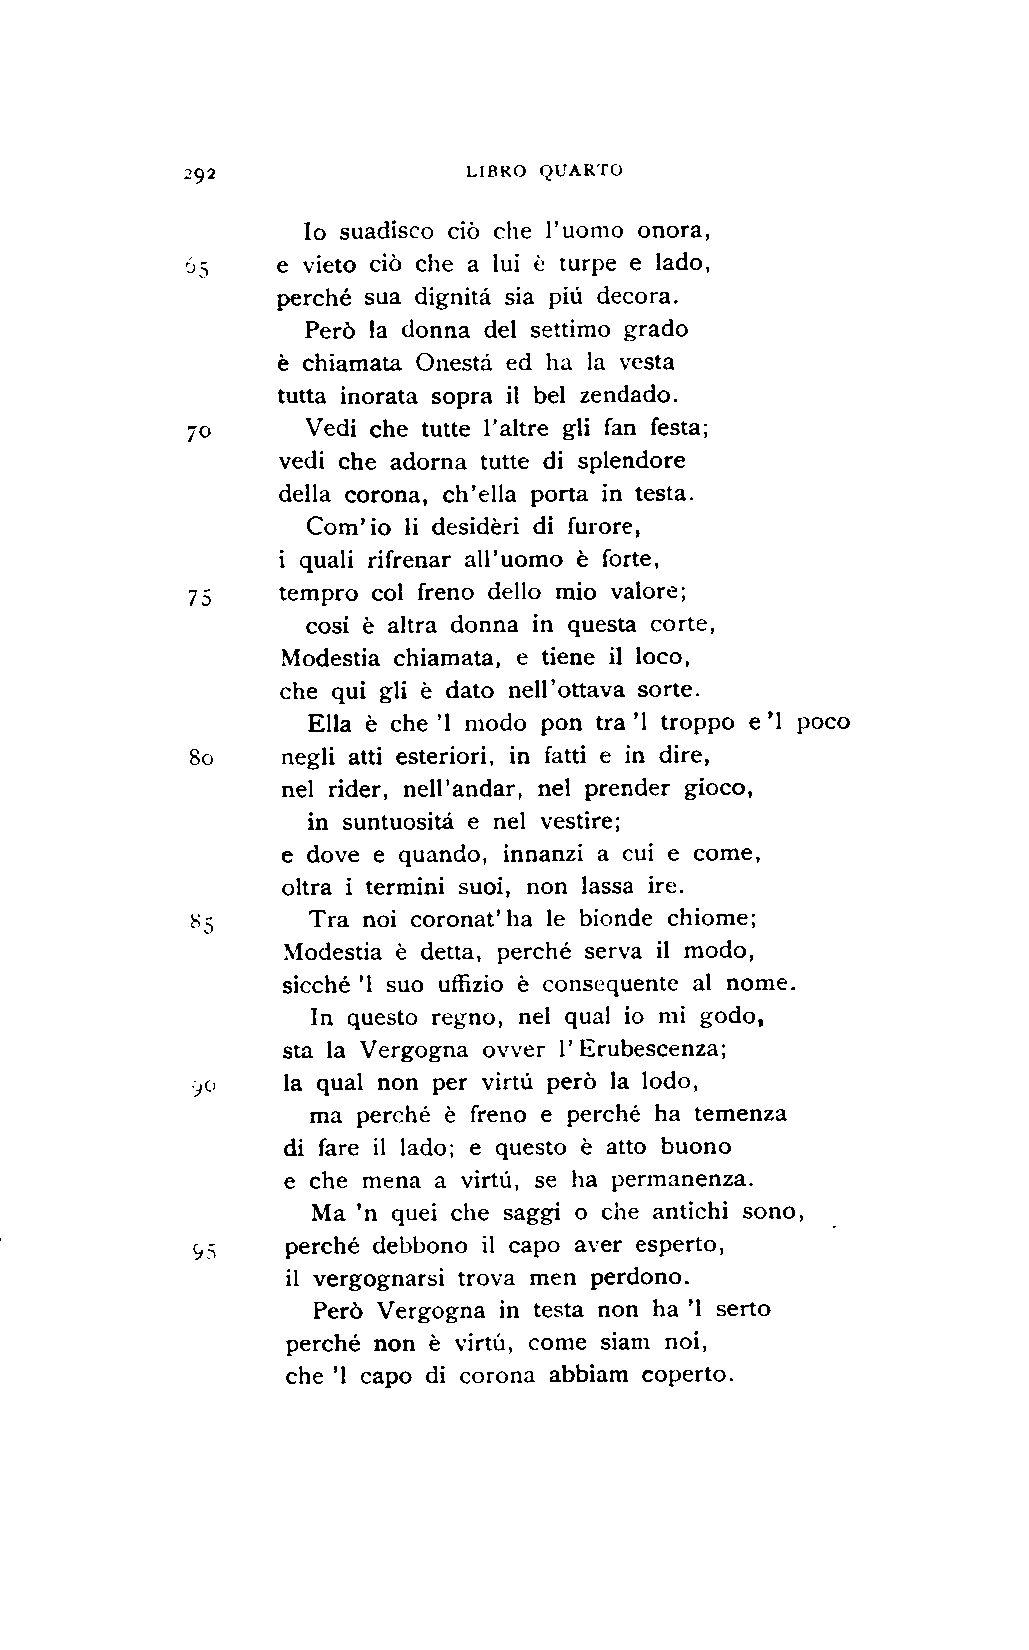 292 LIBRO QUARTO
Io suadisco ciò che l'uomo onora,
65 e vieto ciò che a lui è turpe e lado,
perché sua dignitá sia piú decora.
Però la donna del settimo grado
è chiamata Onestá ed ha la vesta
tutta inorata sopra il bel zendado.
70 Vedi che tutte l'altre gli fan festa;
vedi che adorna tutte di splendore
della corona, ch'ella porta in testa.
Com'io li desidèri di furore,
i quali rifrenar all'uomo è forte,
75 tempro col freno dello mio valore;
cosi è altra donna in questa corte,
Modestia chiamata, e tiene il loco,
che qui gli è dato nell'ottava sorte.
Ella è che 'l modo pon tra 'l troppo e 'l poco
80 negli atti esteriori, in fatti e in dire,
nel rider, nell'andar, nel prender gioco,
in suntuositá e nel vestire;
e dove e quando, innanzi a cui e come,
oltra i termini suoi, non lassa ire.
85 Tra noi coronat'ha le bionde chiome;
Modestia è detta, perché serva il modo,
sicché 'l suo uffizio è consequente al nome.
In questo regno, nel qual io mi godo,
sta la Vergogna ovver l'Erubescenza;
90 la qual non per virtú però la lodo,
ma perché è freno e perché ha temenza
di fare il lado; e questo è atto buono
e che mena a virtú, se ha permanenza.
Ma 'n quei che saggi o che antichi sono,
95 perché debbono il capo aver esperto,
il vergognarsi trova men perdono.
Però Vergogna in testa non ha 'l serto
perché non è virtú, come siam noi,
che 'l capo di corona abbiam coperto.